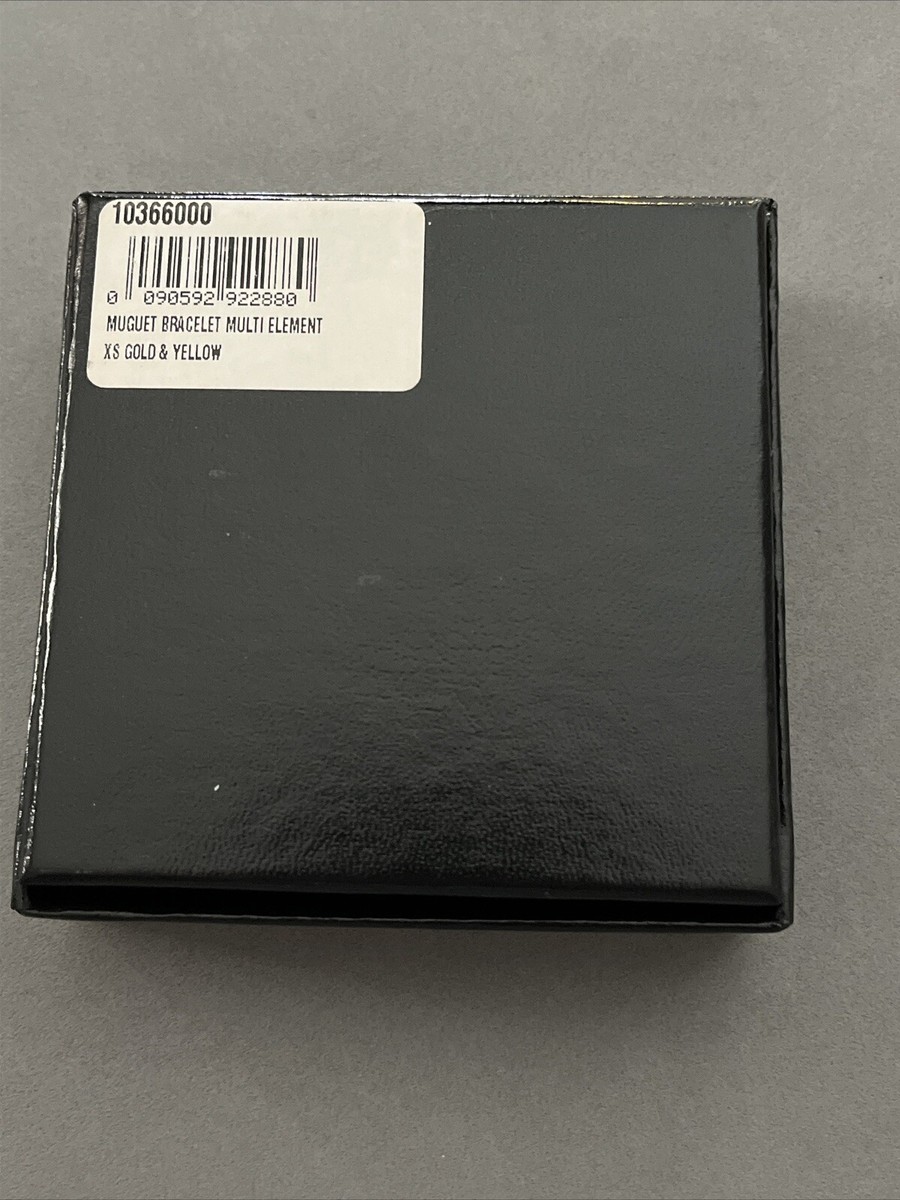 10366000
0 090592 922880
MUGUET BRACELET MULTI ELEMENT
XS GOLD & YELLOW